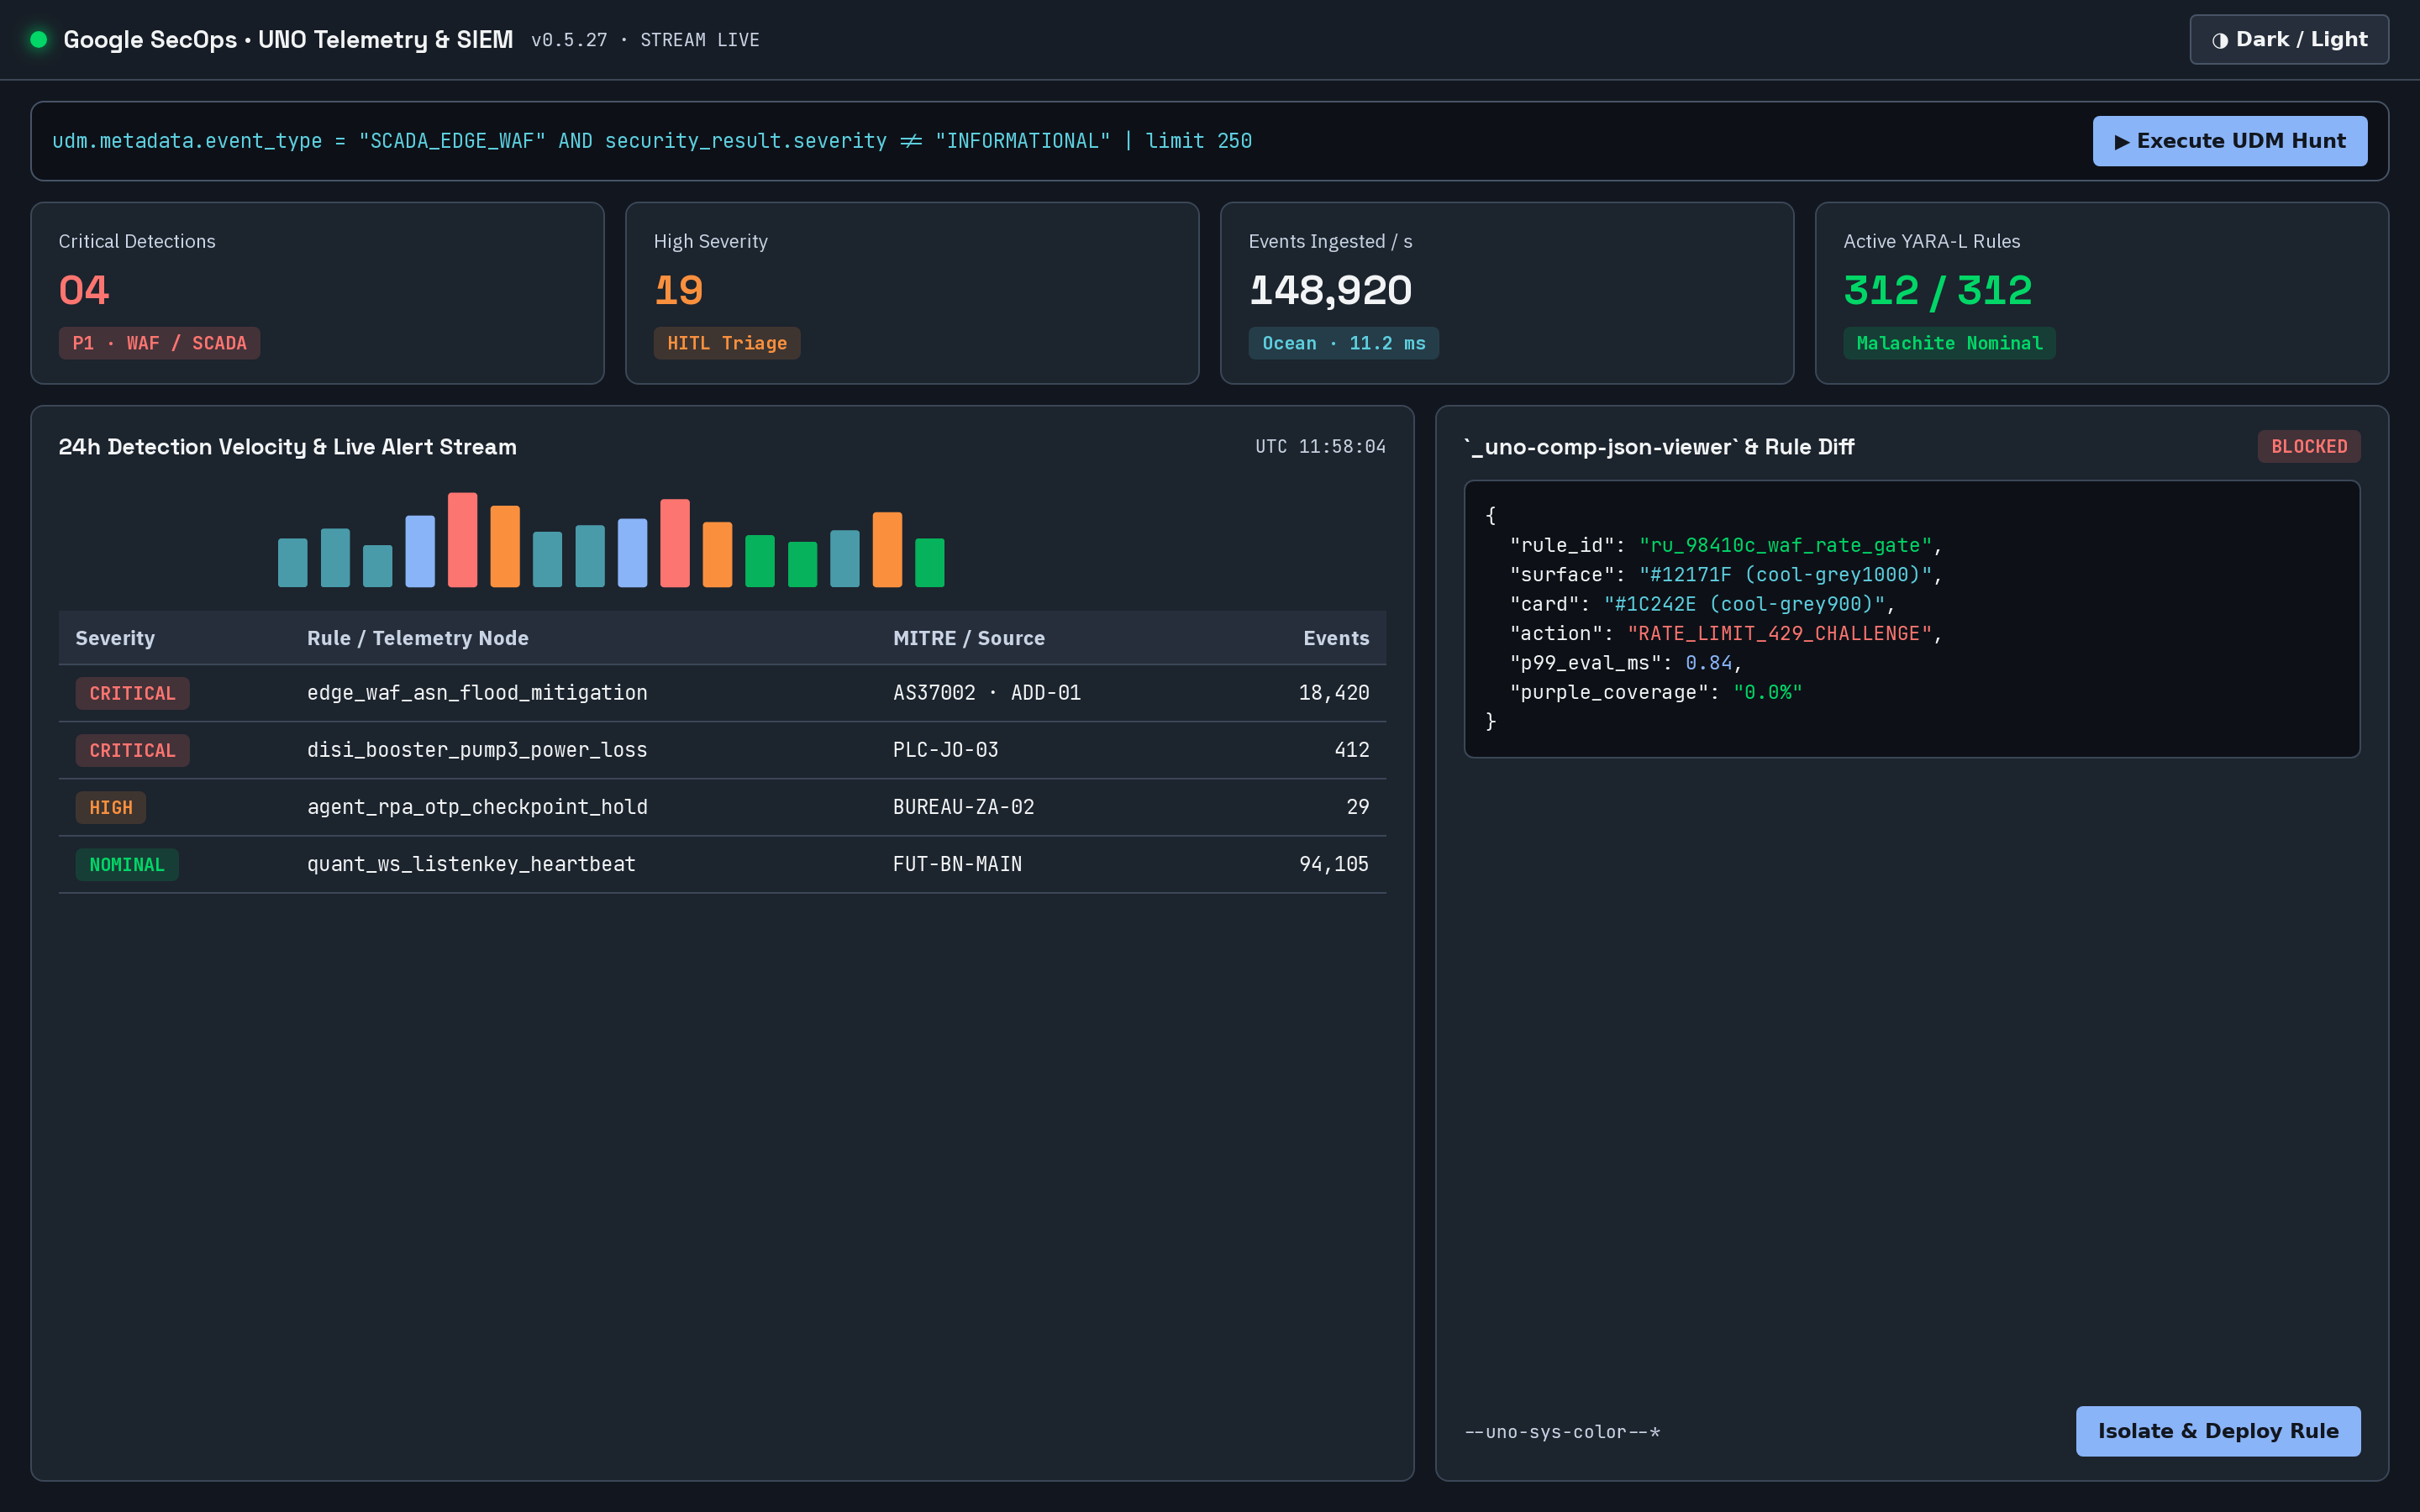 Google SecOps · UNO Telemetry & SIEM v0.5.27 · STREAM LIVE
◑ Dark / Light
udm.metadata.event_type = "SCADA_EDGE_WAF" AND security_result.severity != "INFORMATIONAL" | limit 250
▶ Execute UDM Hunt
Critical Detections
04
P1 · WAF / SCADA
High Severity
19
HITL Triage
Events Ingested / s
148,920
Ocean · 11.2 ms
Active YARA-L Rules
312 / 312
Malachite Nominal
24h Detection Velocity & Live Alert Stream
UTC 11:58:04
Severity Rule / Telemetry Node MITRE / Source Events
CRITICAL edge_waf_asn_flood_mitigation AS37002 · ADD-01 18,420
CRITICAL disi_booster_pump3_power_loss PLC-JO-03 412
HIGH agent_rpa_otp_checkpoint_hold BUREAU-ZA-02 29
NOMINAL quant_ws_listenkey_heartbeat FUT-BN-MAIN 94,105
`_uno-comp-json-viewer` & Rule Diff
BLOCKED
{
"rule_id": "ru_98410c_waf_rate_gate",
"surface": "#12171F (cool-grey1000)",
"card": "#1C242E (cool-grey900)",
"action": "RATE_LIMIT_429_CHALLENGE",
"p99_eval_ms": 0.84,
"purple_coverage": "0.0%"
}
--uno-sys-color--*
Isolate & Deploy Rule